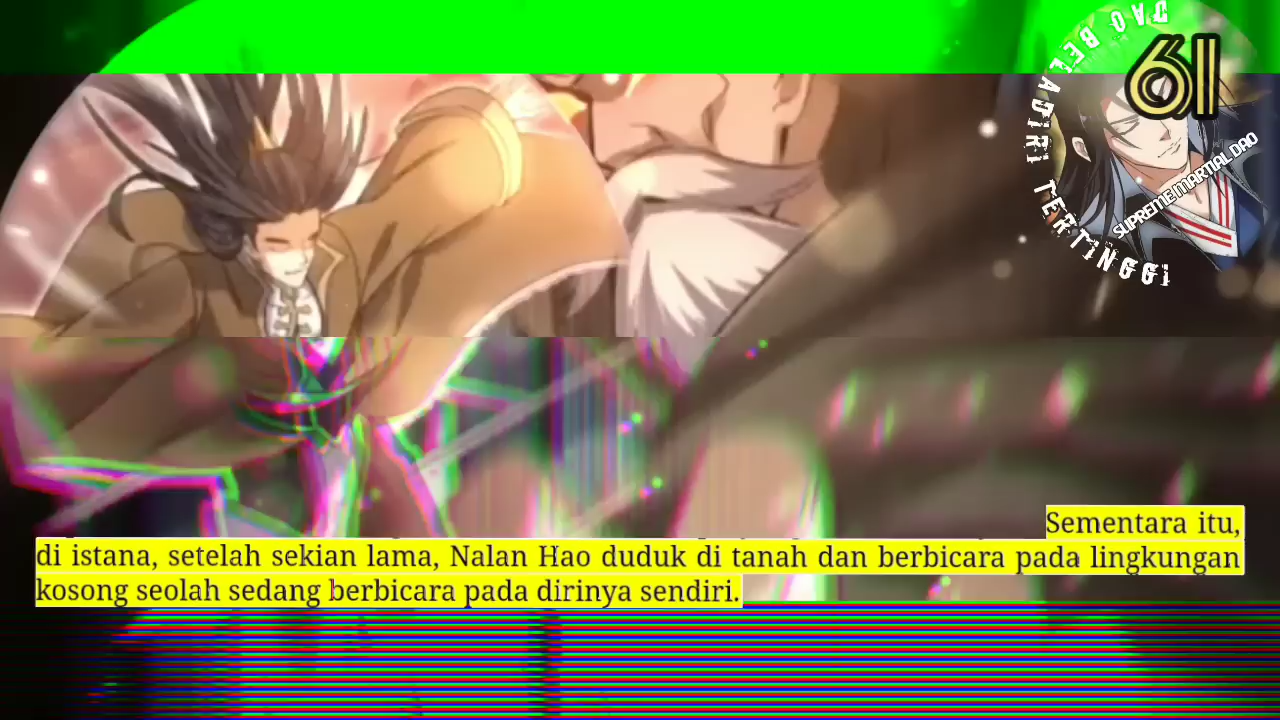 61
DAO BELADIRI TERTINGGI
SUPREME MARTIAL DAO
Sementara itu,
di istana, setelah sekian lama, Nalan Hao duduk di tanah dan berbicara pada lingkungan
kosong seolah sedang berbicara pada dirinya sendiri.